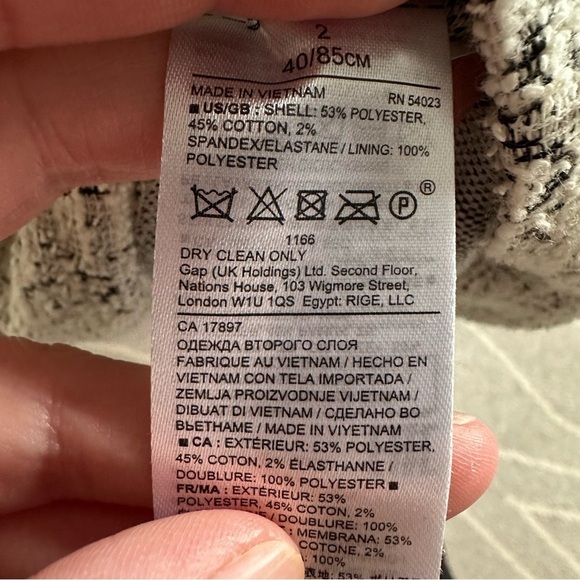 2
40/85CM
MADE IN VIETNAM RN 54023
■ US/GB : SHELL: 53% POLYESTER,
45% COTTON, 2%
SPANDEX/ELASTANE / LINING: 100%
POLYESTER
P ®
1166
DRY CLEAN ONLY
Gap (UK Holdings) Ltd. Second Floor,
Nations House, 103 Wigmore Street,
London W1U 1QS Egypt: RIGE, LLC
CA 17897
ОДЕЖДА ВТОРОГО СЛОЯ
FABRIQUE AU VIETNAM / HECHO EN
VIETNAM CON TELA IMPORTADA /
ZEMLJA PROIZVODNJE VIJETNAM /
DIBUAT DI VIETNAM / СДЕЛАНО ВО
ВЬЕТНАМЕ / MADE IN VIYETNAM
■ CA : EXTÉRIEUR: 53% POLYESTER,
45% COTON, 2% ÉLASTHANNE /
DOUBLURE: 100% POLYESTER ■
FR/MA : EXTÉRIEUR: 53%
POLYESTER, 45% COTON, 2%
/ DOUBLURE: 100%
MEMBRANA: 53%
COTONE, 2%
100%
: 53%